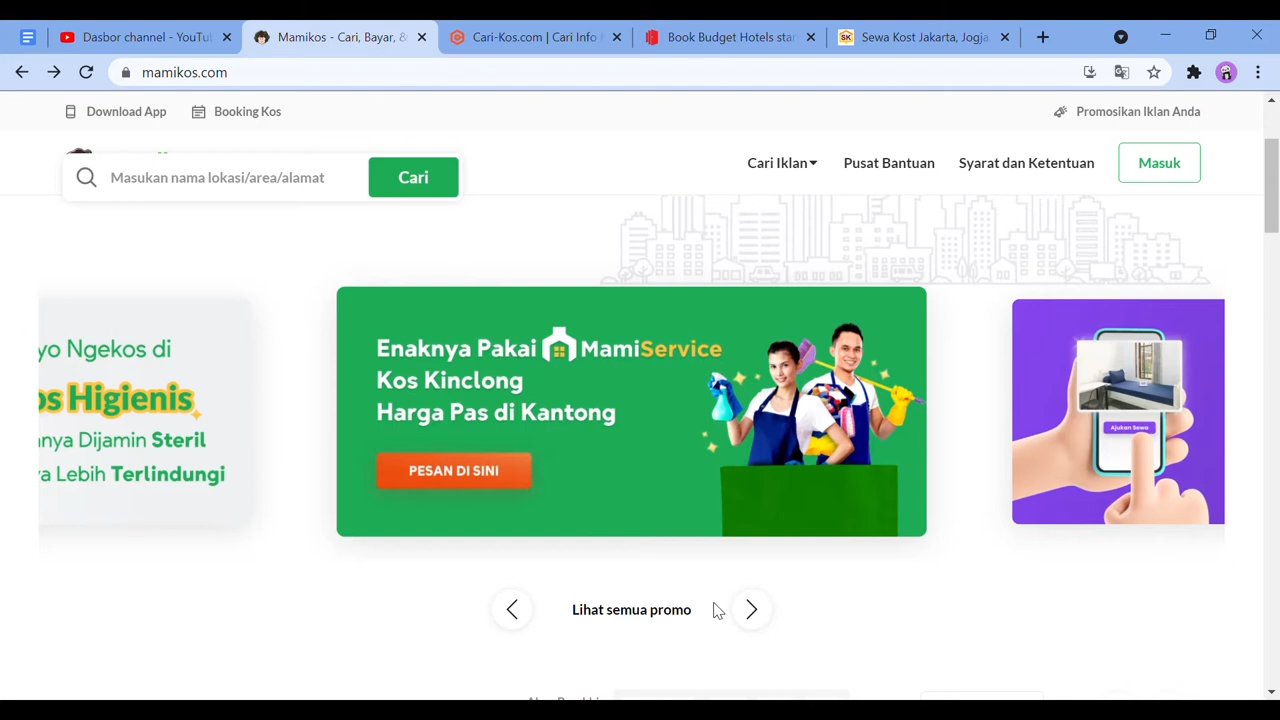 Dasbor channel - YouTu
Mamikos - Cari, Bayar, &
Cari-Kos.com | Cari Info
Book Budget Hotels star
Sewa Kost Jakarta, Jogja
mamikos.com
Download App
Booking Kos
Promosikan Iklan Anda
Masukan nama lokasi/area/alamat
Cari
Cari Iklan
Pusat Bantuan
Syarat dan Ketentuan
Masuk
yo Ngekos di
os Higienis
nya Dijamin Steril
a Lebih Terlindungi
Enaknya Pakai MamiService
Kos Kinclong
Harga Pas di Kantong
PESAN DI SINI
Ajukan Sewa
Lihat semua promo